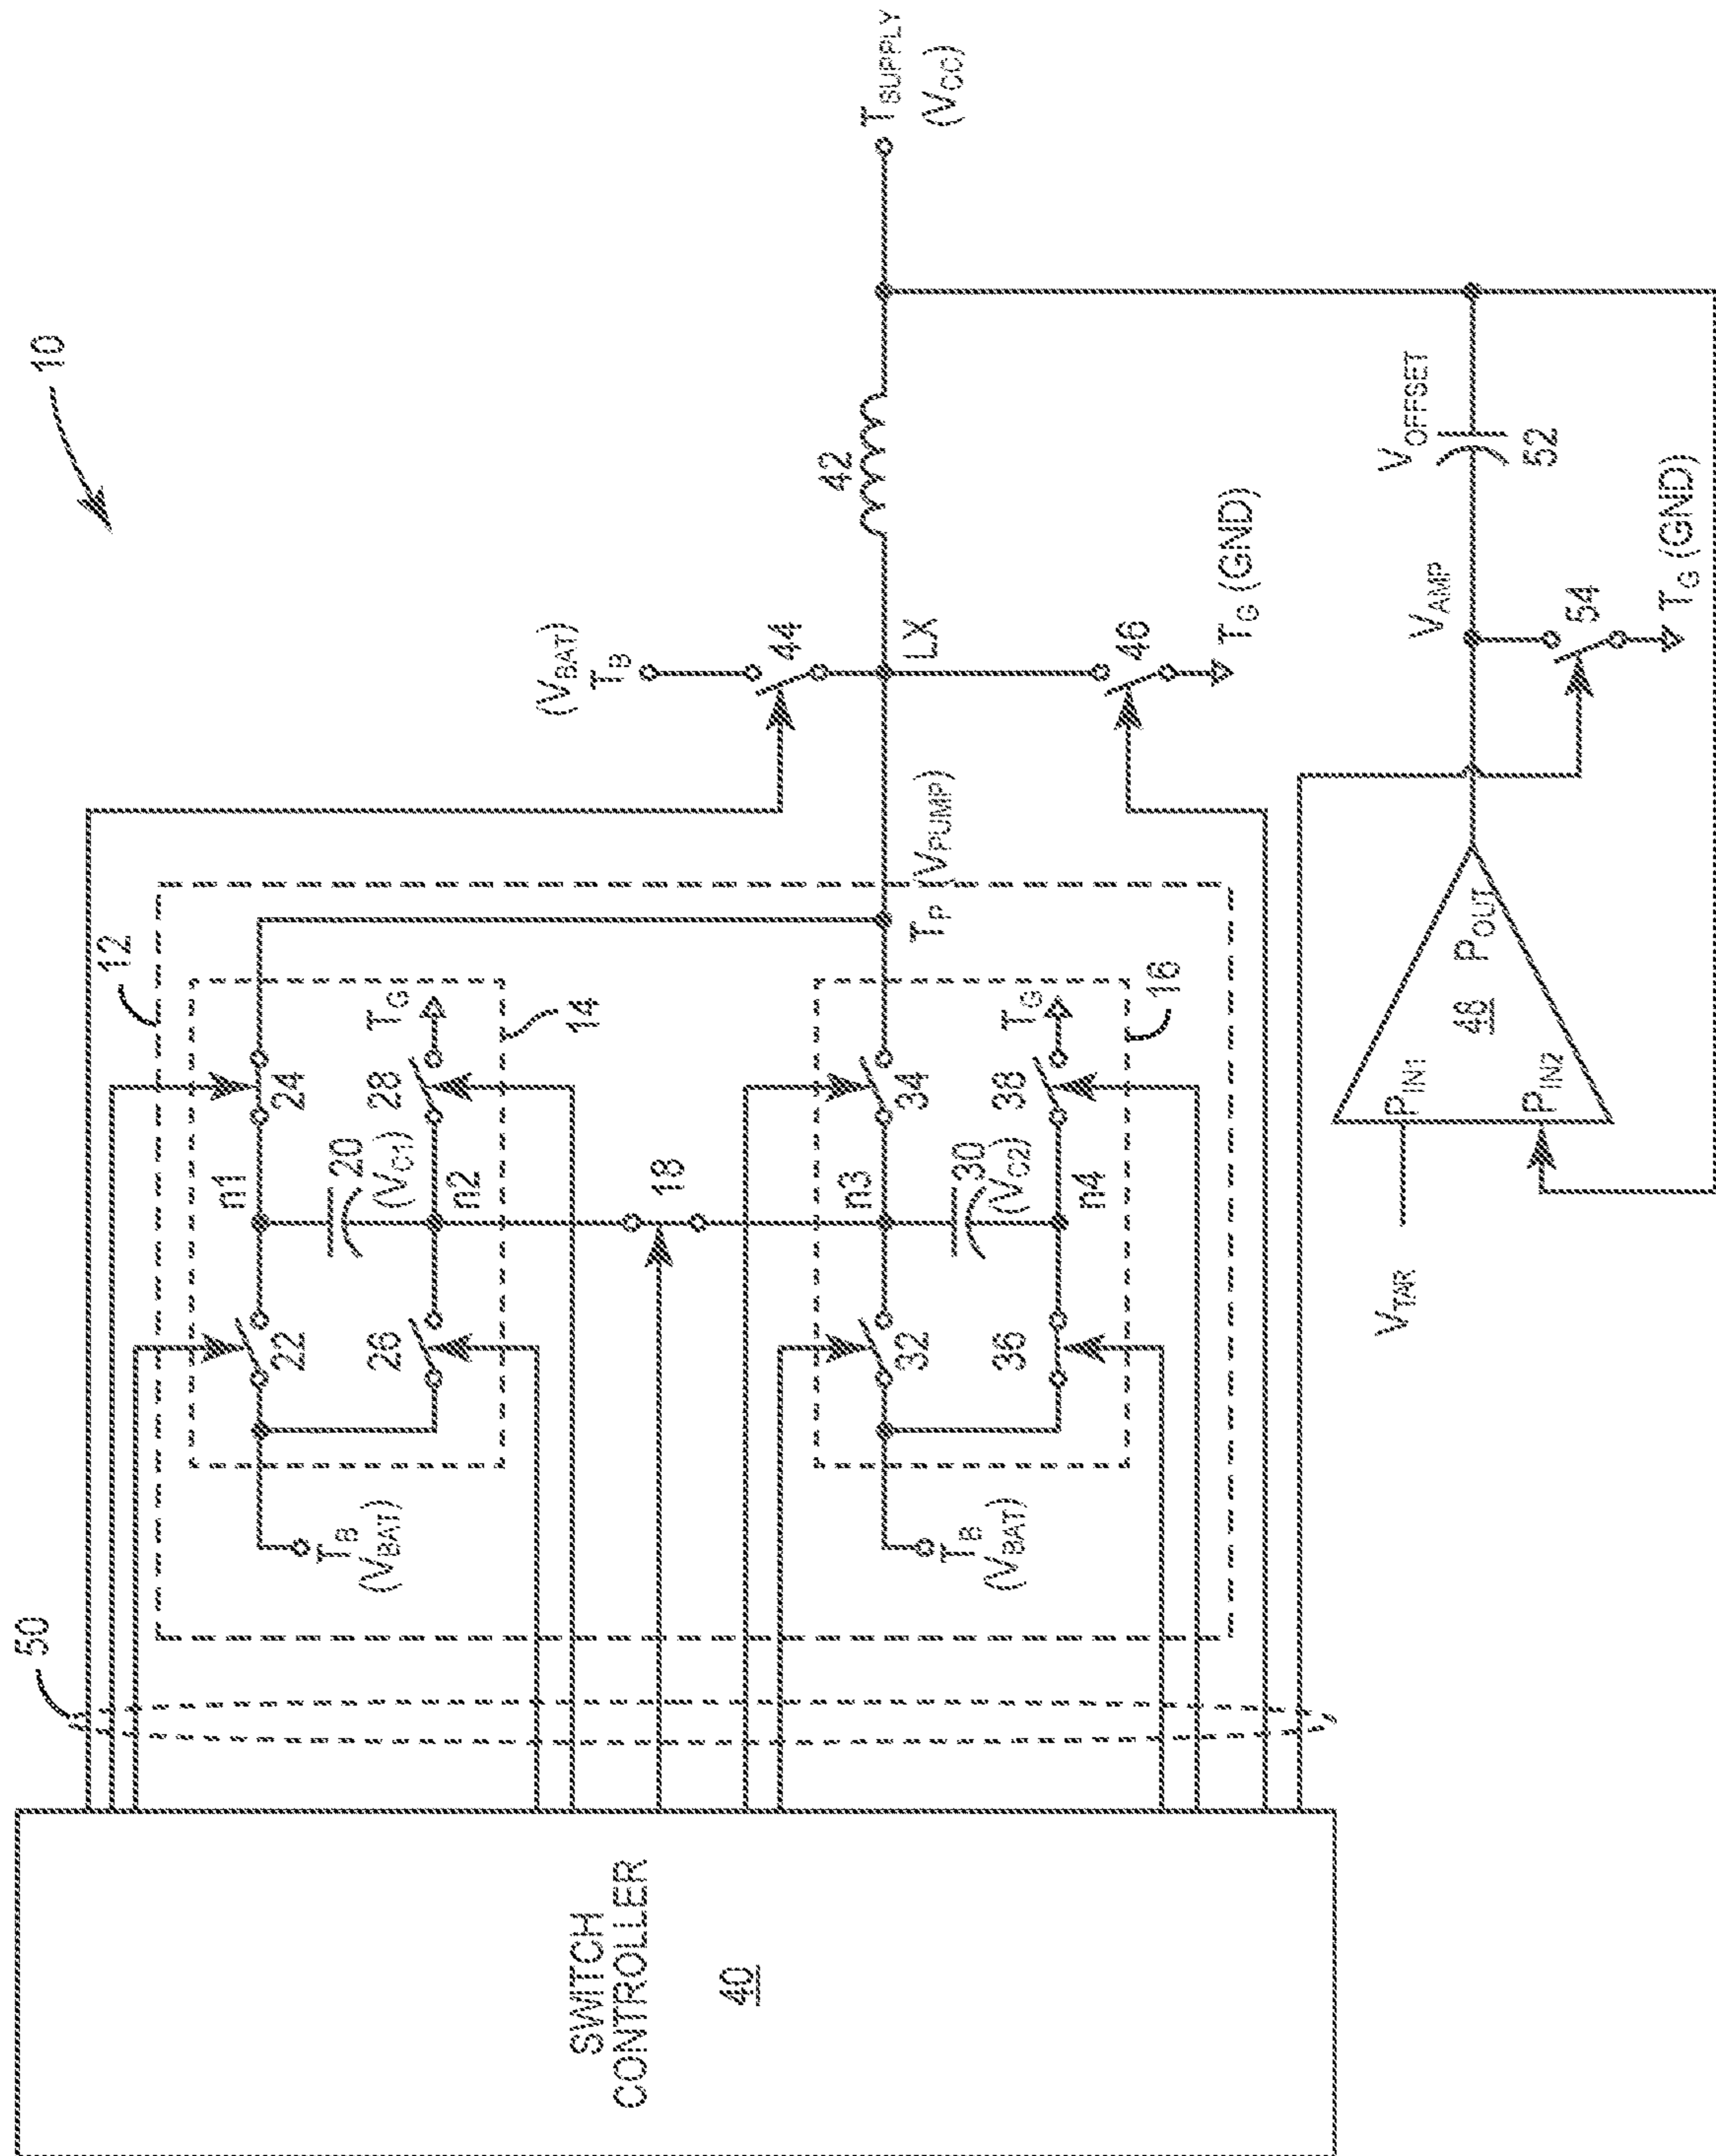 10
50
12
SWITCH
CONTROLLER
40
T_B
(V_BAT)
22
26
n1
20
(V_C1)
n2
24
28
T_G
14
18
T_B
(V_BAT)
32
36
n3
30
(V_C2)
n4
34
38
T_G
16
T_P (V_PUMP)
(V_BAT)
T_B
44
LX
46
T_G (GND)
42
T_SUPPLY
(V_CC)
V_TAR
P_IN1
P_IN2
48
P_OUT
V_AMP
54
T_G (GND)
V_OFFSET
52